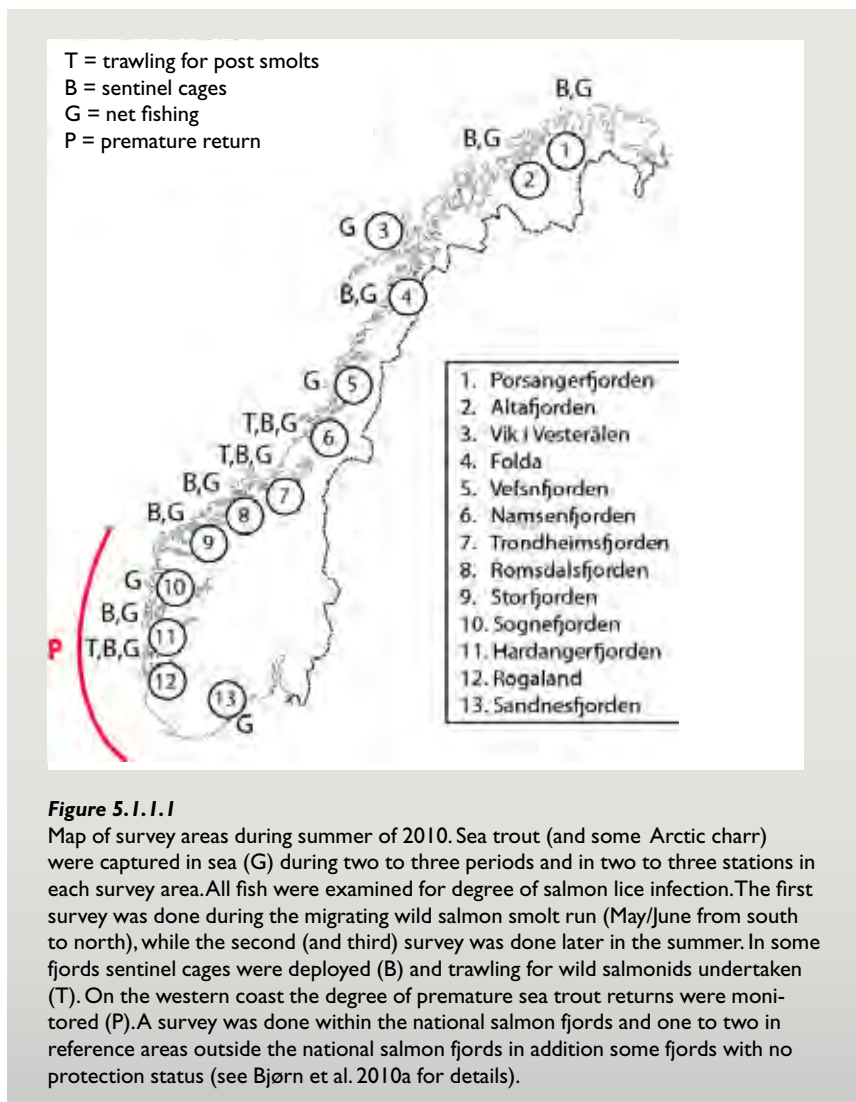 T = trawling for post smolts
B = sentinel cages
G = net fishing
P = premature return
B,G
B,G
1
2
G
3
B,G
4
G
5
T,B,G
6
T,B,G
7
B,G
8
B,G
9
G
10
B,G
11
P
T,B,G
12
13
G
1. Porsangerfjorden
2. Altafjorden
3. Vik i Vesterålen
4. Folda
5. Vefsnfjorden
6. Namsenfjorden
7. Trondheimsfjorden
8. Romsdalsfjorden
9. Storfjorden
10. Sognefjorden
11. Hardangerfjorden
12. Rogaland
13. Sandnesfjorden
Figure 5.1.1.1
Map of survey areas during summer of 2010. Sea trout (and some Arctic charr)
were captured in sea (G) during two to three periods and in two to three stations in
each survey area. All fish were examined for degree of salmon lice infection. The first
survey was done during the migrating wild salmon smolt run (May/June from south
to north), while the second (and third) survey was done later in the summer. In some
fjords sentinel cages were deployed (B) and trawling for wild salmonids undertaken
(T). On the western coast the degree of premature sea trout returns were moni-
tored (P). A survey was done within the national salmon fjords and one to two in
reference areas outside the national salmon fjords in addition some fjords with no
protection status (see Bjørn et al. 2010a for details).